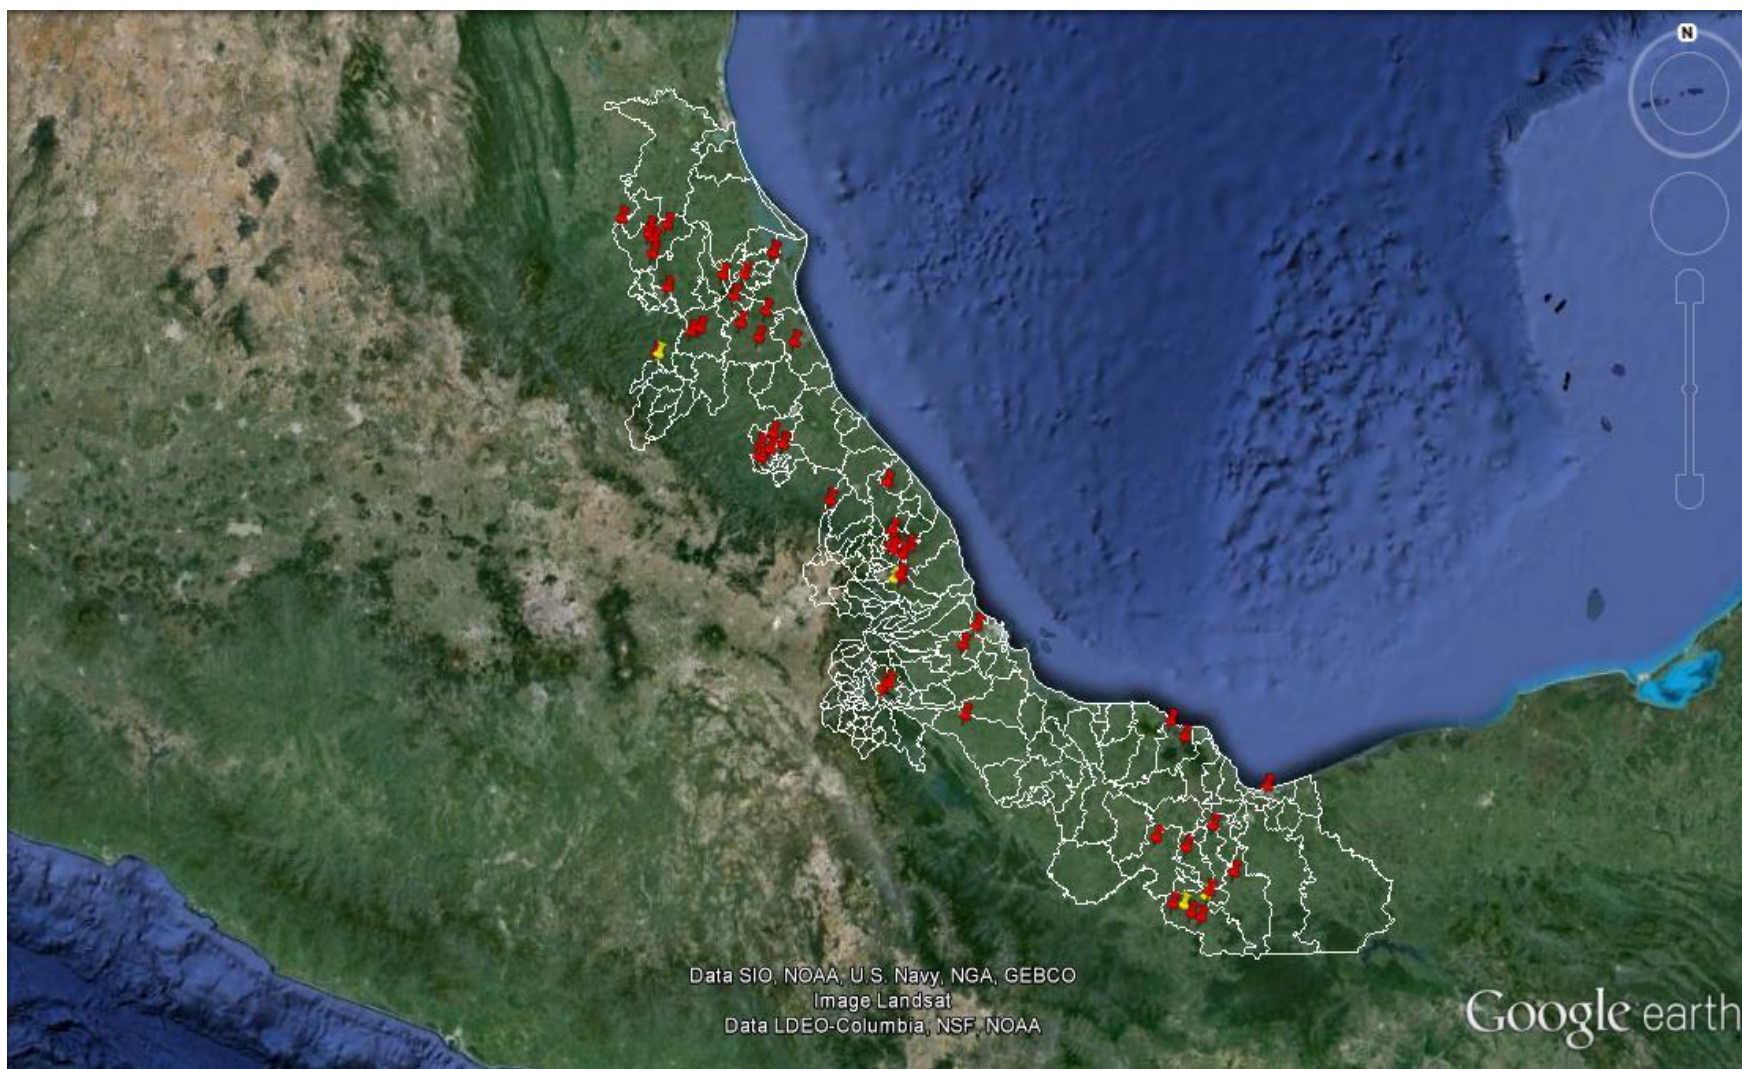 N
Data SIO, NOAA, U.S. Navy, NGA, GEBCO
Image Landsat
Data LDEO-Columbia, NSF, NOAA
Google earth